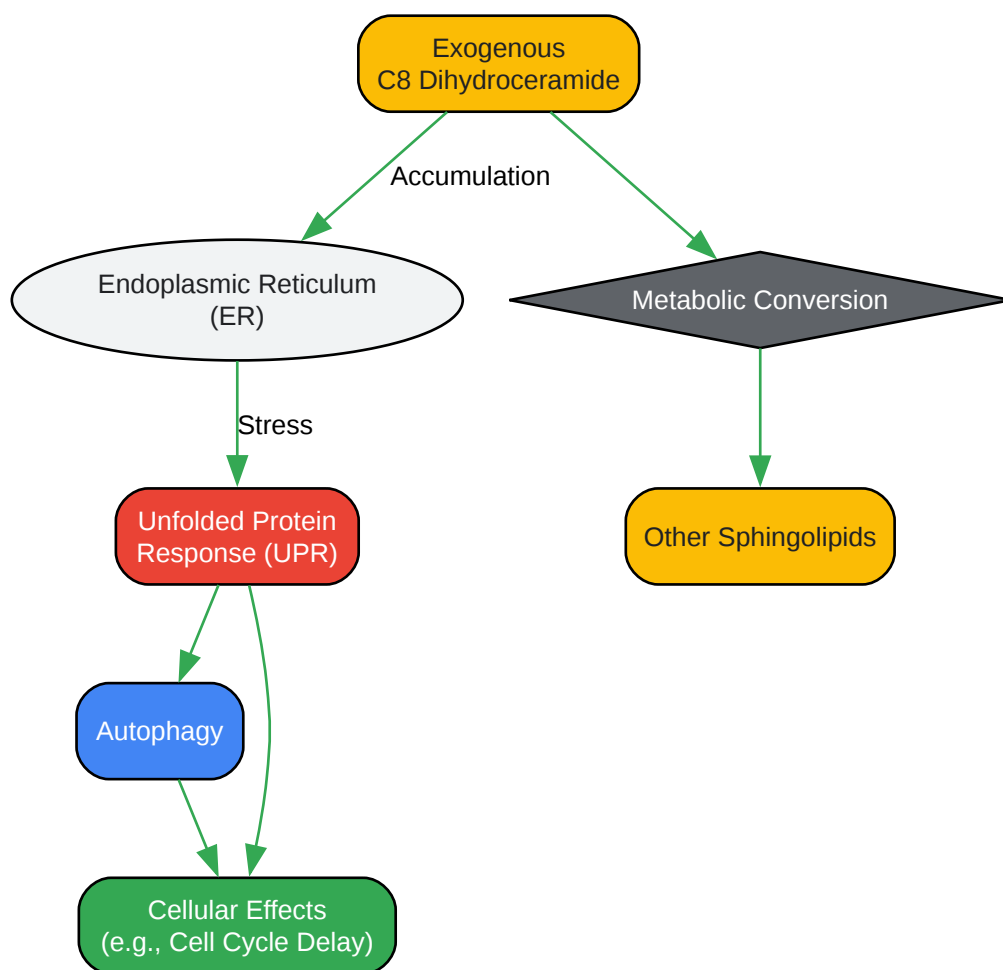 Exogenous
C8 Dihydroceramide
Accumulation
Endoplasmic Reticulum
(ER)
Metabolic Conversion
Stress
Unfolded Protein
Response (UPR)
Other Sphingolipids
Autophagy
Cellular Effects
(e.g., Cell Cycle Delay)